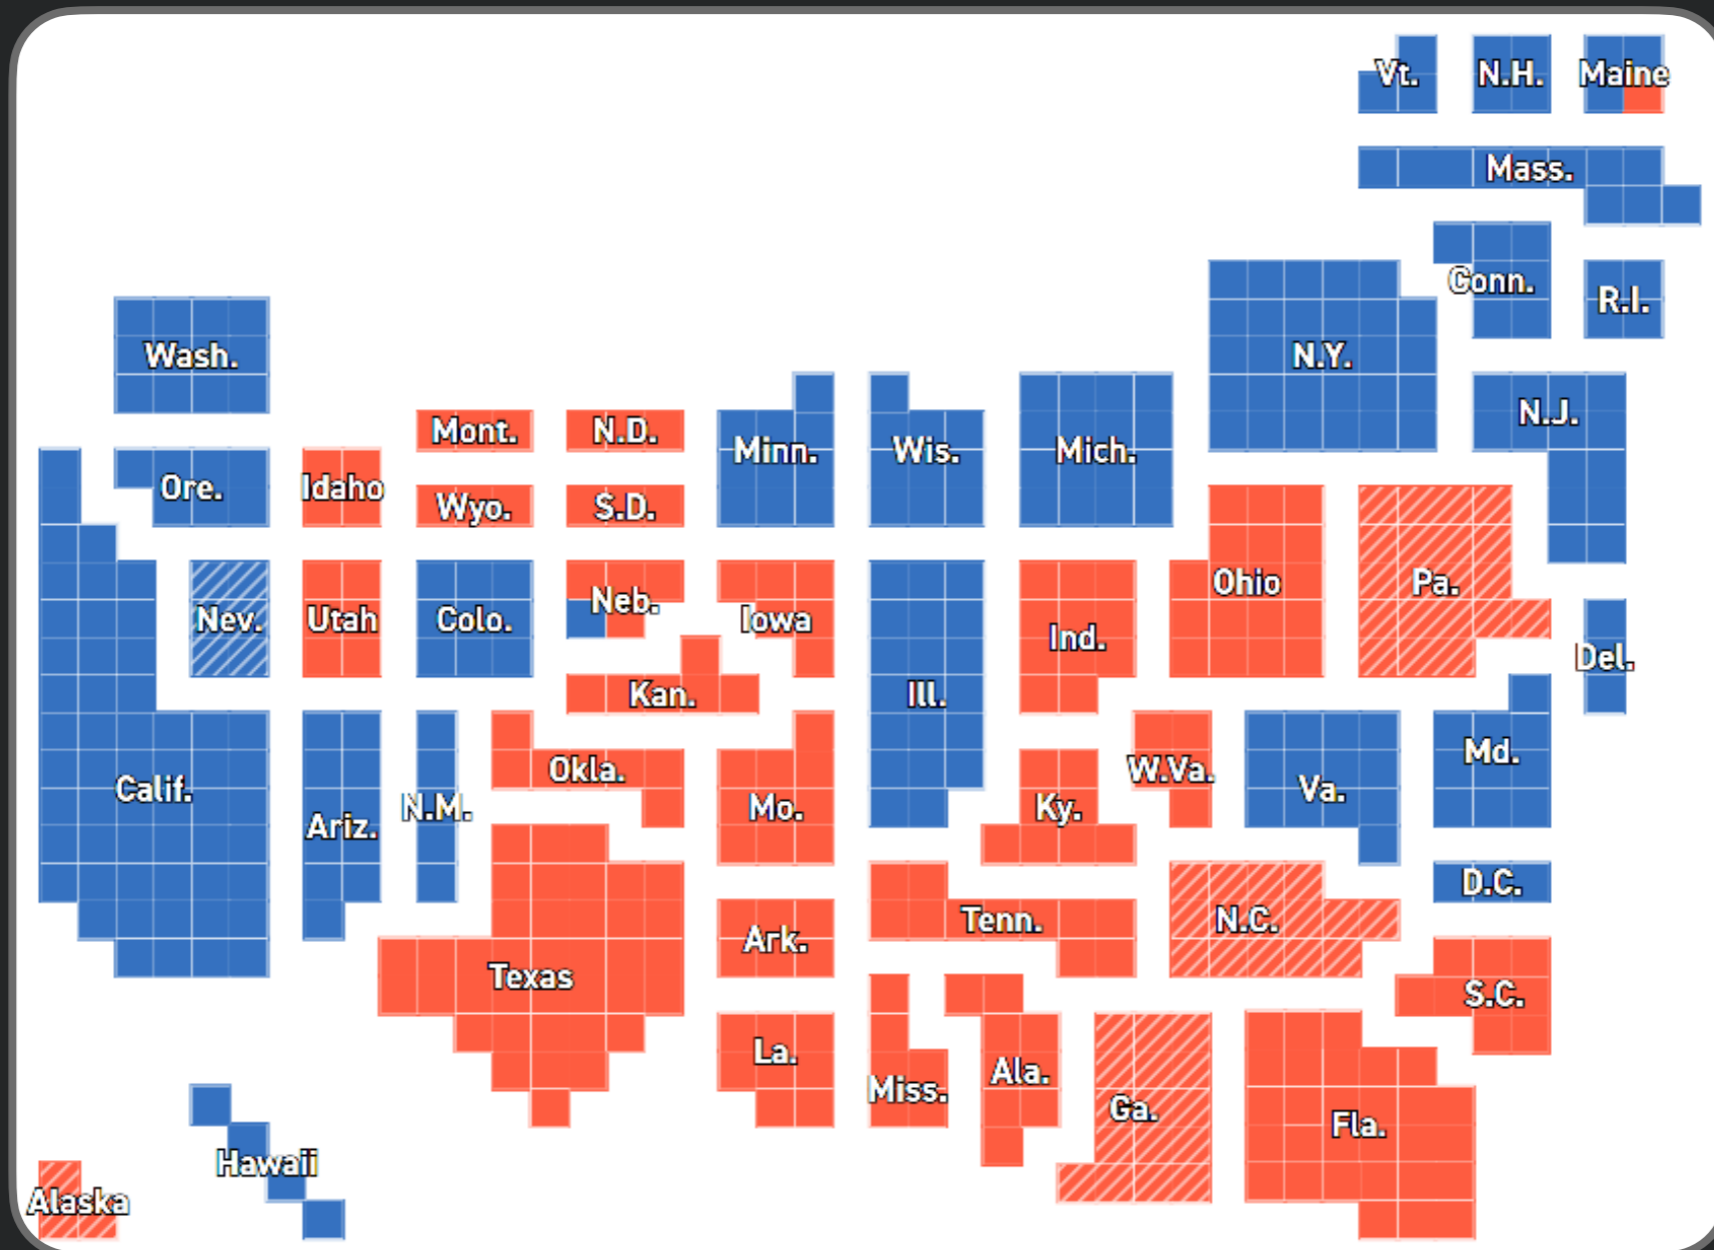 Vt.
N.H.
Maine
Mass.
Conn.
R.I.
Wash.
N.Y.
N.J.
Mont.
N.D.
Minn.
Wis.
Mich.
Ore.
Idaho
Wyo.
S.D.
Nev.
Utah
Colo.
Neb.
Iowa
Ill.
Ind.
Ohio
Pa.
Del.
Kan.
Calif.
Ariz.
N.M.
Okla.
Mo.
Ky.
W.Va.
Va.
Md.
D.C.
Texas
Ark.
Tenn.
N.C.
S.C.
La.
Miss.
Ala.
Ga.
Fla.
Hawaii
Alaska